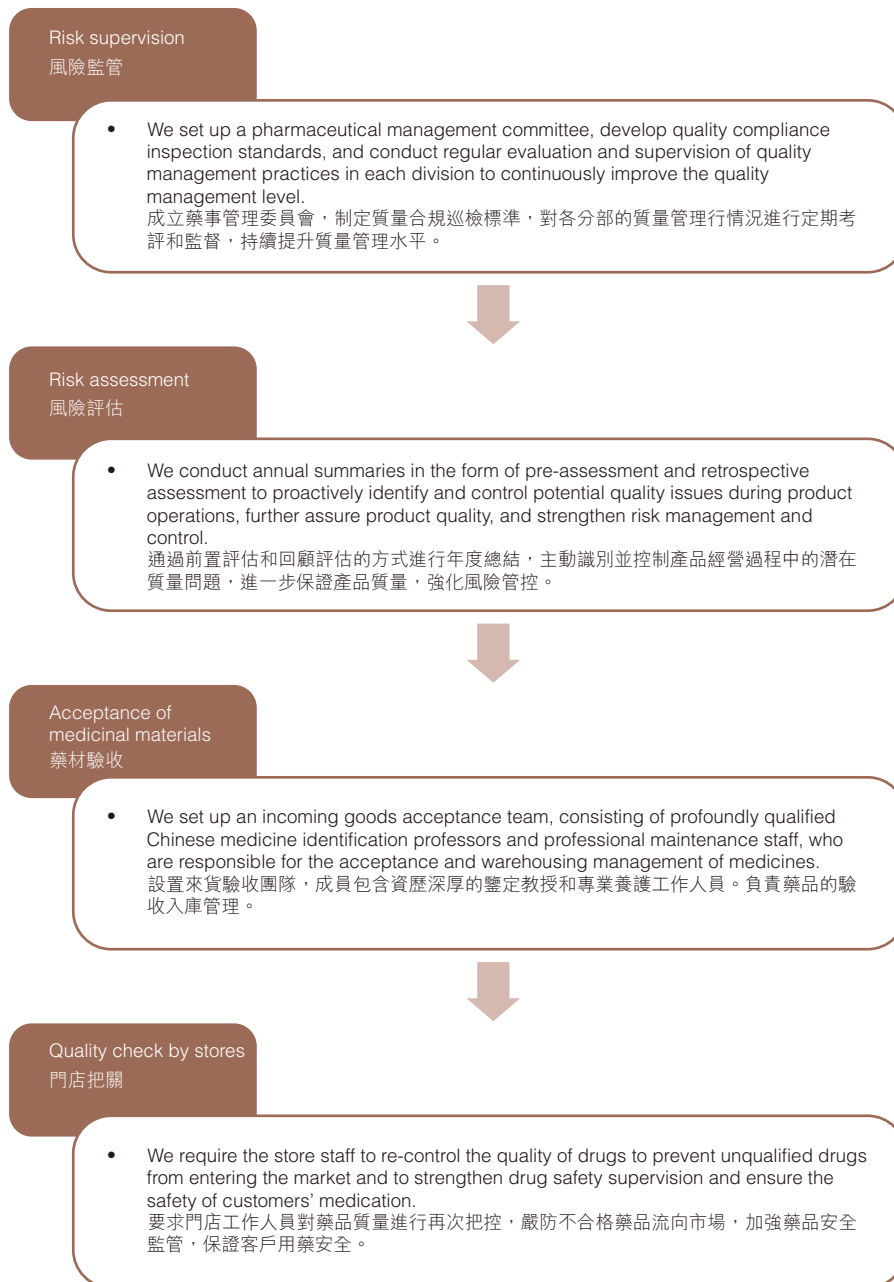 Risk supervision
風險監管
• We set up a pharmaceutical management committee, develop quality compliance
inspection standards, and conduct regular evaluation and supervision of quality
management practices in each division to continuously improve the quality
management level.
成立藥事管理委員會，制定質量合規巡檢標準，對各分部的質量管理行情況進行定期考
評和監督，持續提升質量管理水平。
Risk assessment
風險評估
• We conduct annual summaries in the form of pre-assessment and retrospective
assessment to proactively identify and control potential quality issues during product
operations, further assure product quality, and strengthen risk management and
control.
通過前置評估和回顧評估的方式進行年度總結，主動識別並控制產品經營過程中的潛在
質量問題，進一步保證產品質量，強化風險管控。
Acceptance of
medicinal materials
藥材驗收
• We set up an incoming goods acceptance team, consisting of profoundly qualified
Chinese medicine identification professors and professional maintenance staff, who
are responsible for the acceptance and warehousing management of medicines.
設置來貨驗收團隊，成員包含資歷深厚的鑒定教授和專業養護工作人員。負責藥品的驗
收入庫管理。
Quality check by stores
門店把關
• We require the store staff to re-control the quality of drugs to prevent unqualified drugs
from entering the market and to strengthen drug safety supervision and ensure the
safety of customers' medication.
要求門店工作人員對藥品質量進行再次把控，嚴防不合格藥品流向市場，加強藥品安全
監管，保證客戶用藥安全。